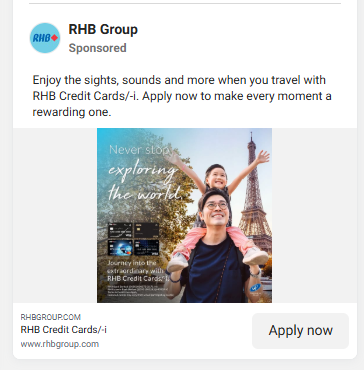 RHB
RHB Group
Sponsored
Enjoy the sights, sounds and more when you travel with
RHB Credit Cards/-i. Apply now to make every moment a
rewarding one.
Never stop
exploring
the world
Journey into the
extraordinary with
RHB Credit Cards/-i.
RHBGROUP.COM
RHB Credit Cards/-i
www.rhbgroup.com
Apply now